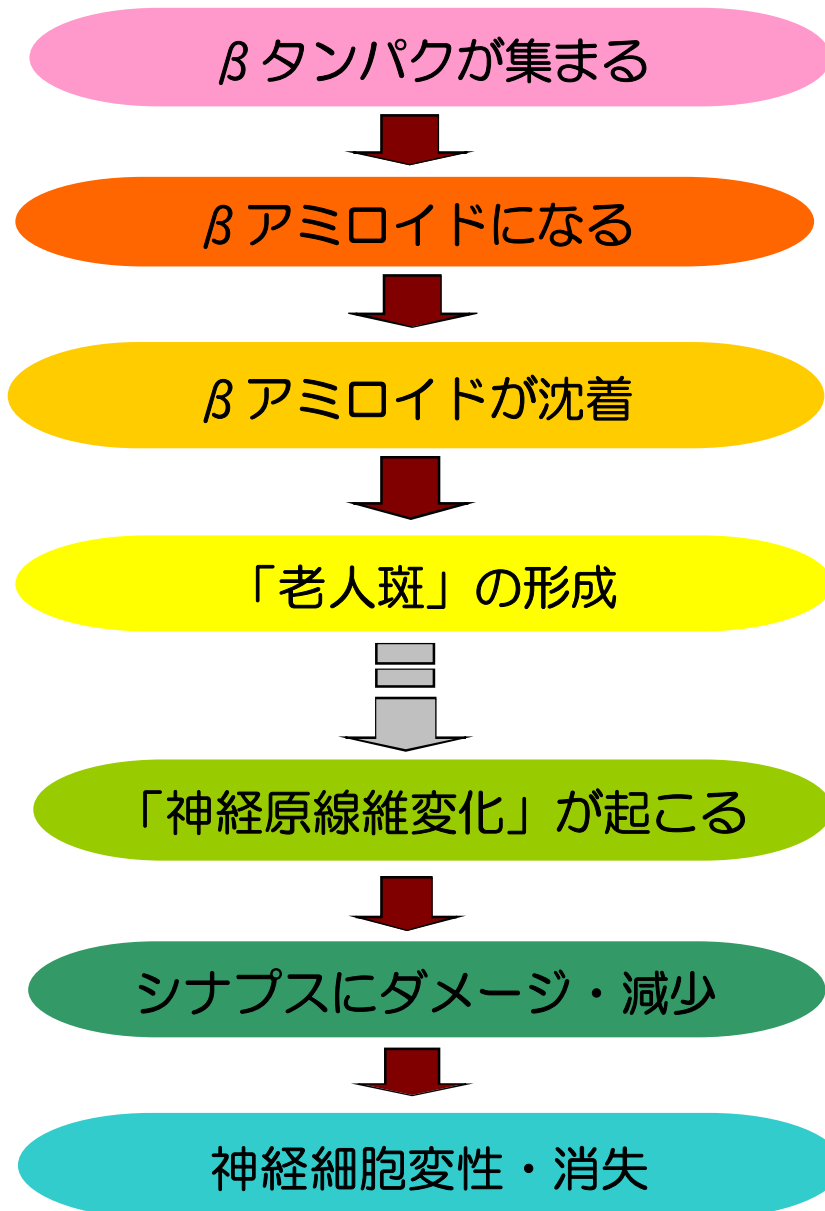 βタンパクが集まる
βアミロイドになる
βアミロイドが沈着
「老人斑」の形成
「神経原線維変化」が起こる
シナプスにダメージ・減少
神経細胞変性・消失